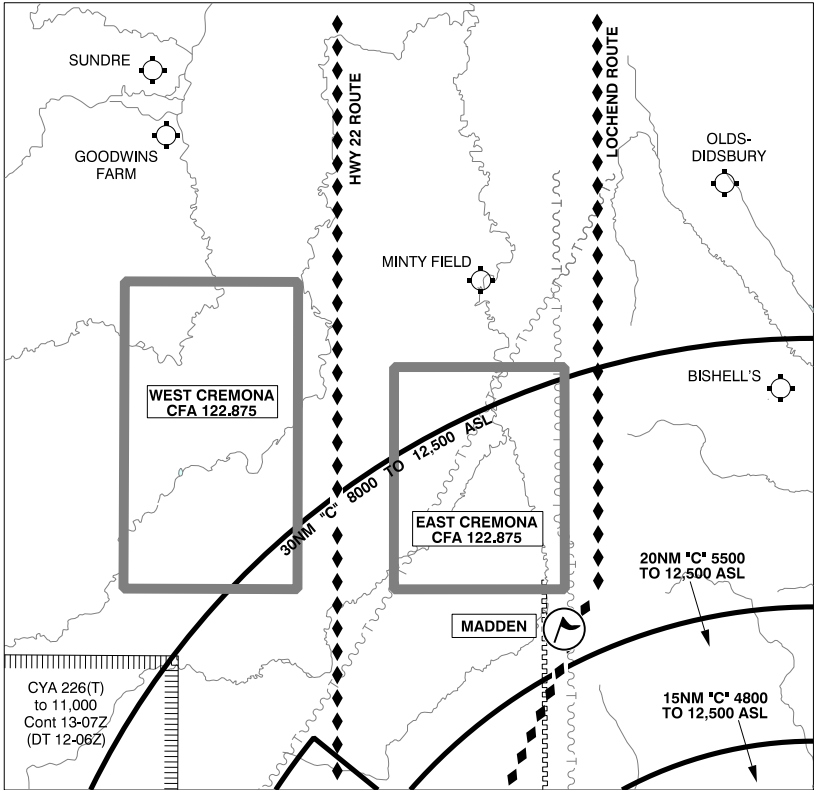 SUNDRE
GOODWINS
FARM
HWY 22 ROUTE
LOCHEND ROUTE
OLDS-
DIDSBURY
MINTY FIELD
WEST CREMONA
CFA 122.875
BISHELL'S
30NM "C" 8000 TO 12,500 ASL
EAST CREMONA
CFA 122.875
20NM "C" 5500
TO 12,500 ASL
MADDEN
CYA 226(T)
to 11,000
Cont 13-07Z
(DT 12-06Z)
15NM "C" 4800
TO 12,500 ASL